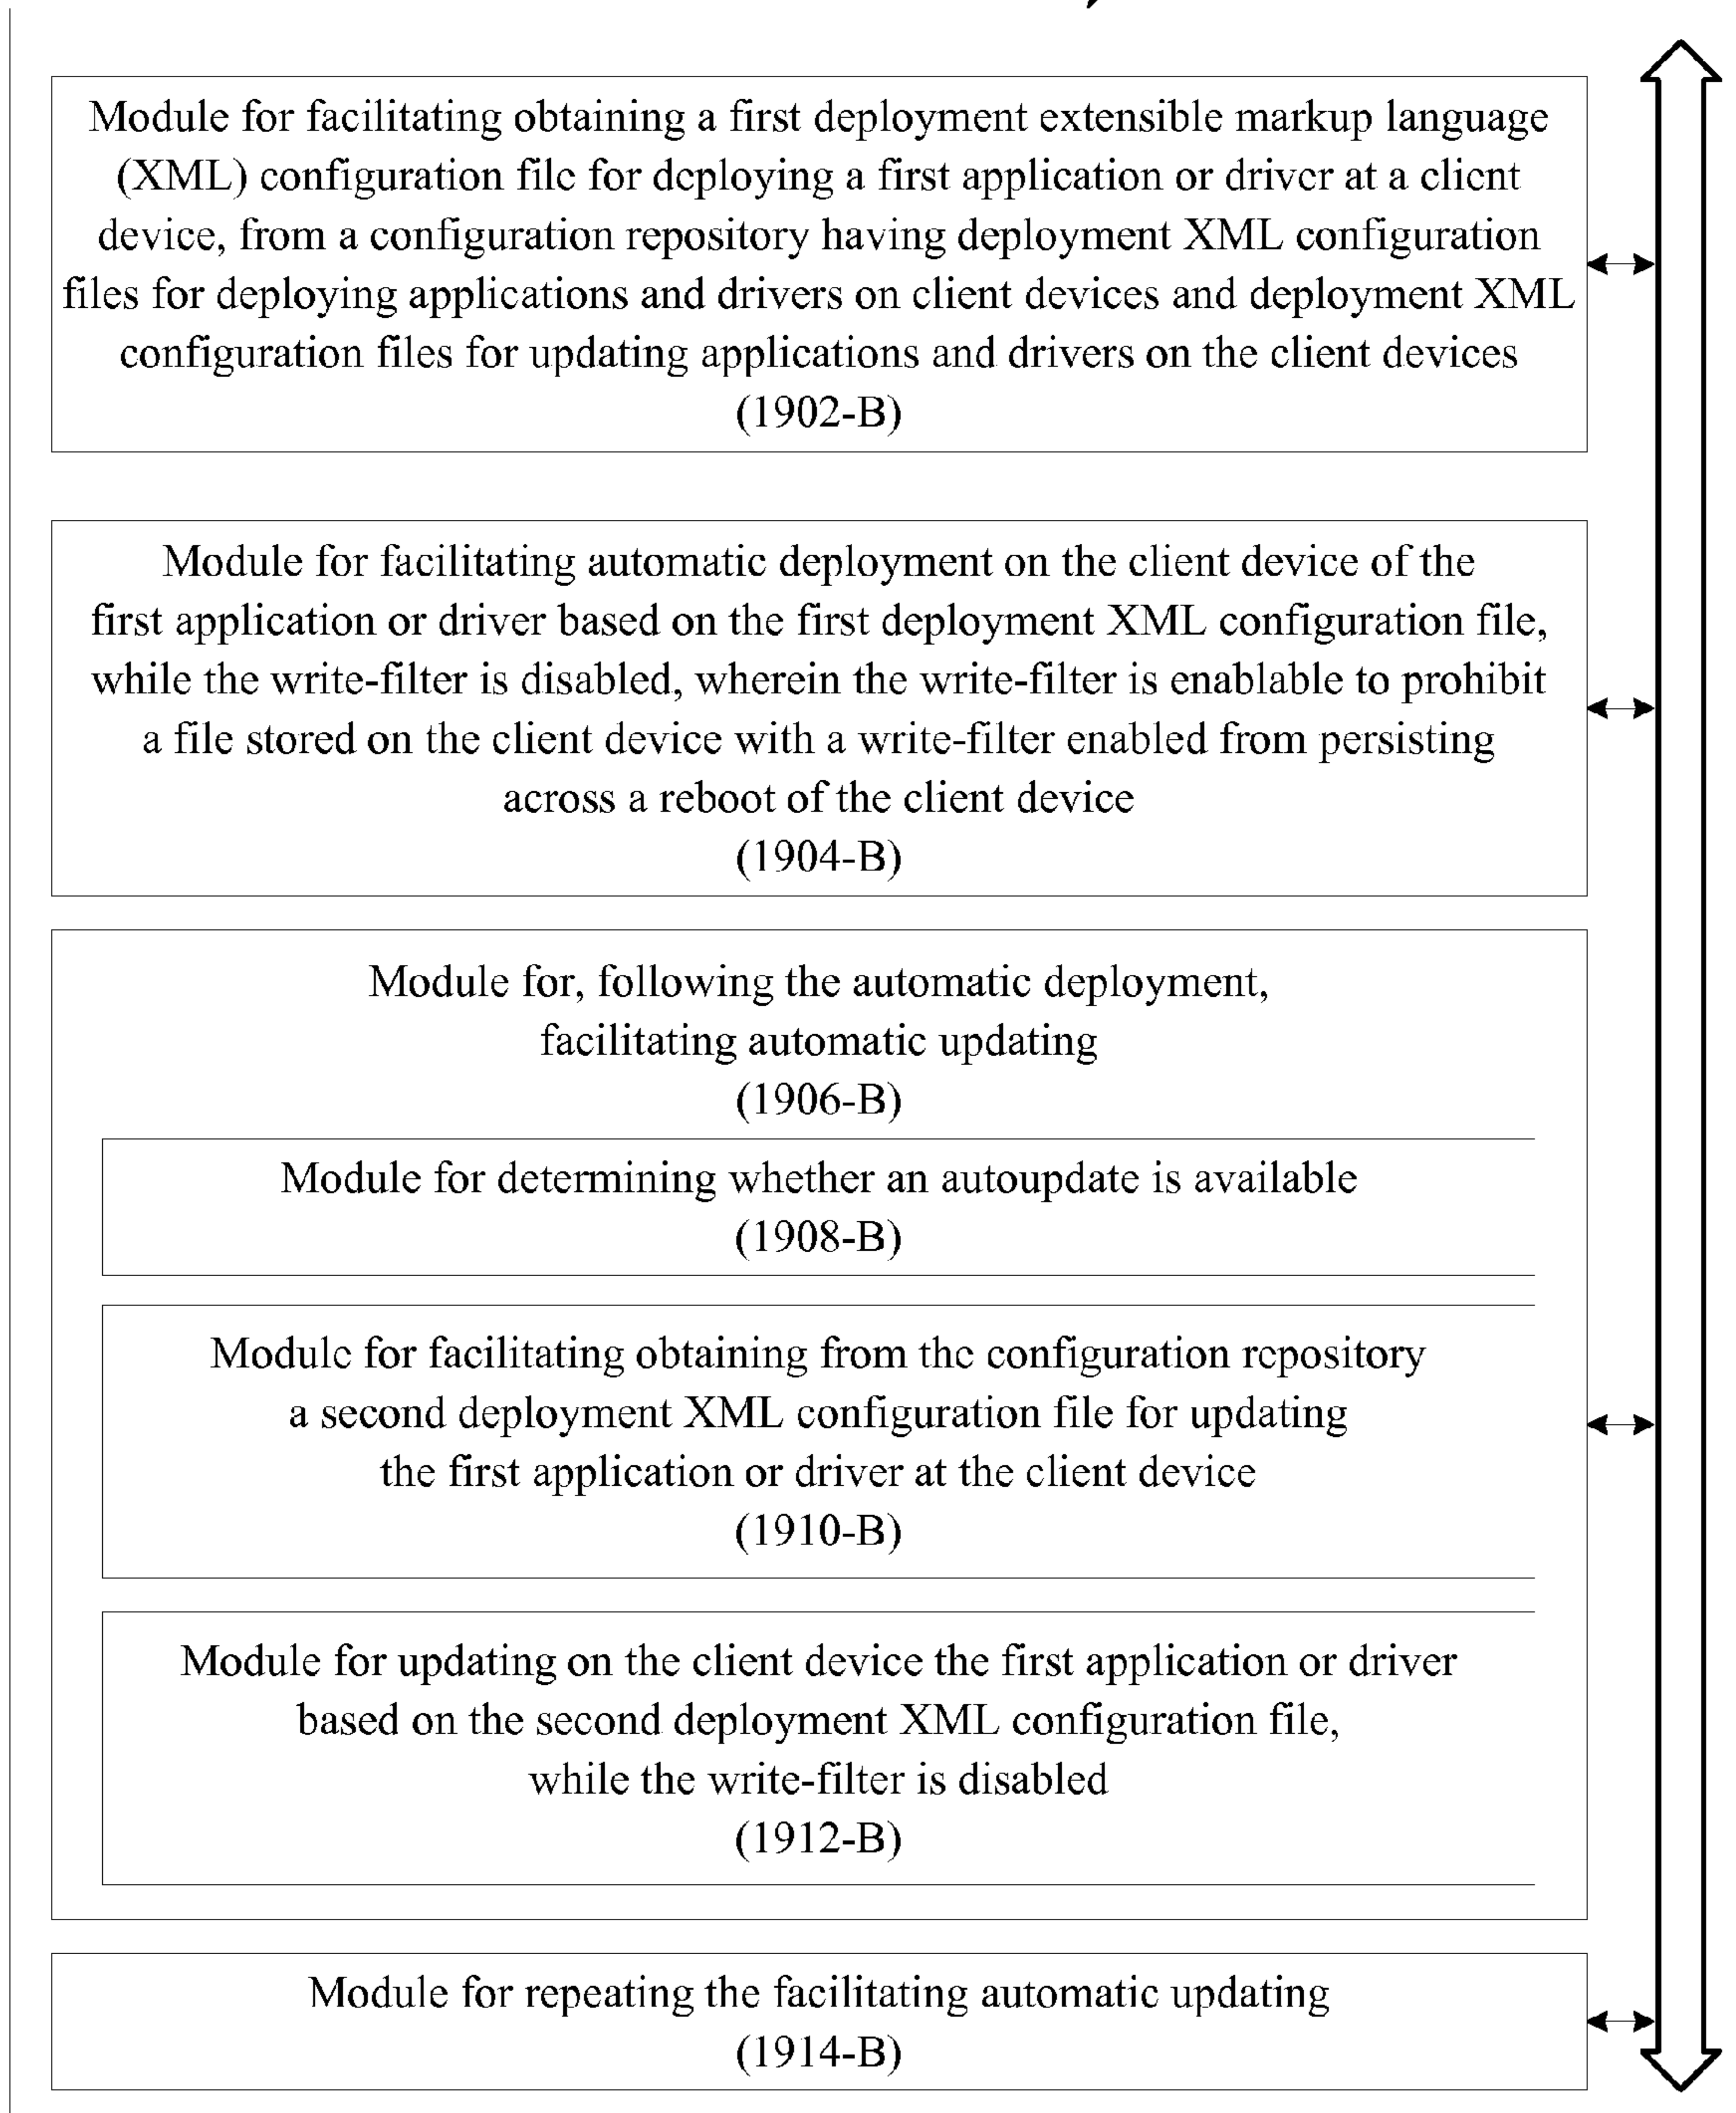 Module for facilitating obtaining a first deployment extensible markup language
(XML) configuration file for deploying a first application or driver at a client
device, from a configuration repository having deployment XML configuration
files for deploying applications and drivers on client devices and deployment XML
configuration files for updating applications and drivers on the client devices
(1902-B)
Module for facilitating automatic deployment on the client device of the
first application or driver based on the first deployment XML configuration file,
while the write-filter is disabled, wherein the write-filter is enablable to prohibit
a file stored on the client device with a write-filter enabled from persisting
across a reboot of the client device
(1904-B)
Module for, following the automatic deployment,
facilitating automatic updating
(1906-B)
Module for determining whether an autoupdate is available
(1908-B)
Module for facilitating obtaining from the configuration repository
a second deployment XML configuration file for updating
the first application or driver at the client device
(1910-B)
Module for updating on the client device the first application or driver
based on the second deployment XML configuration file,
while the write-filter is disabled
(1912-B)
Module for repeating the facilitating automatic updating
(1914-B)